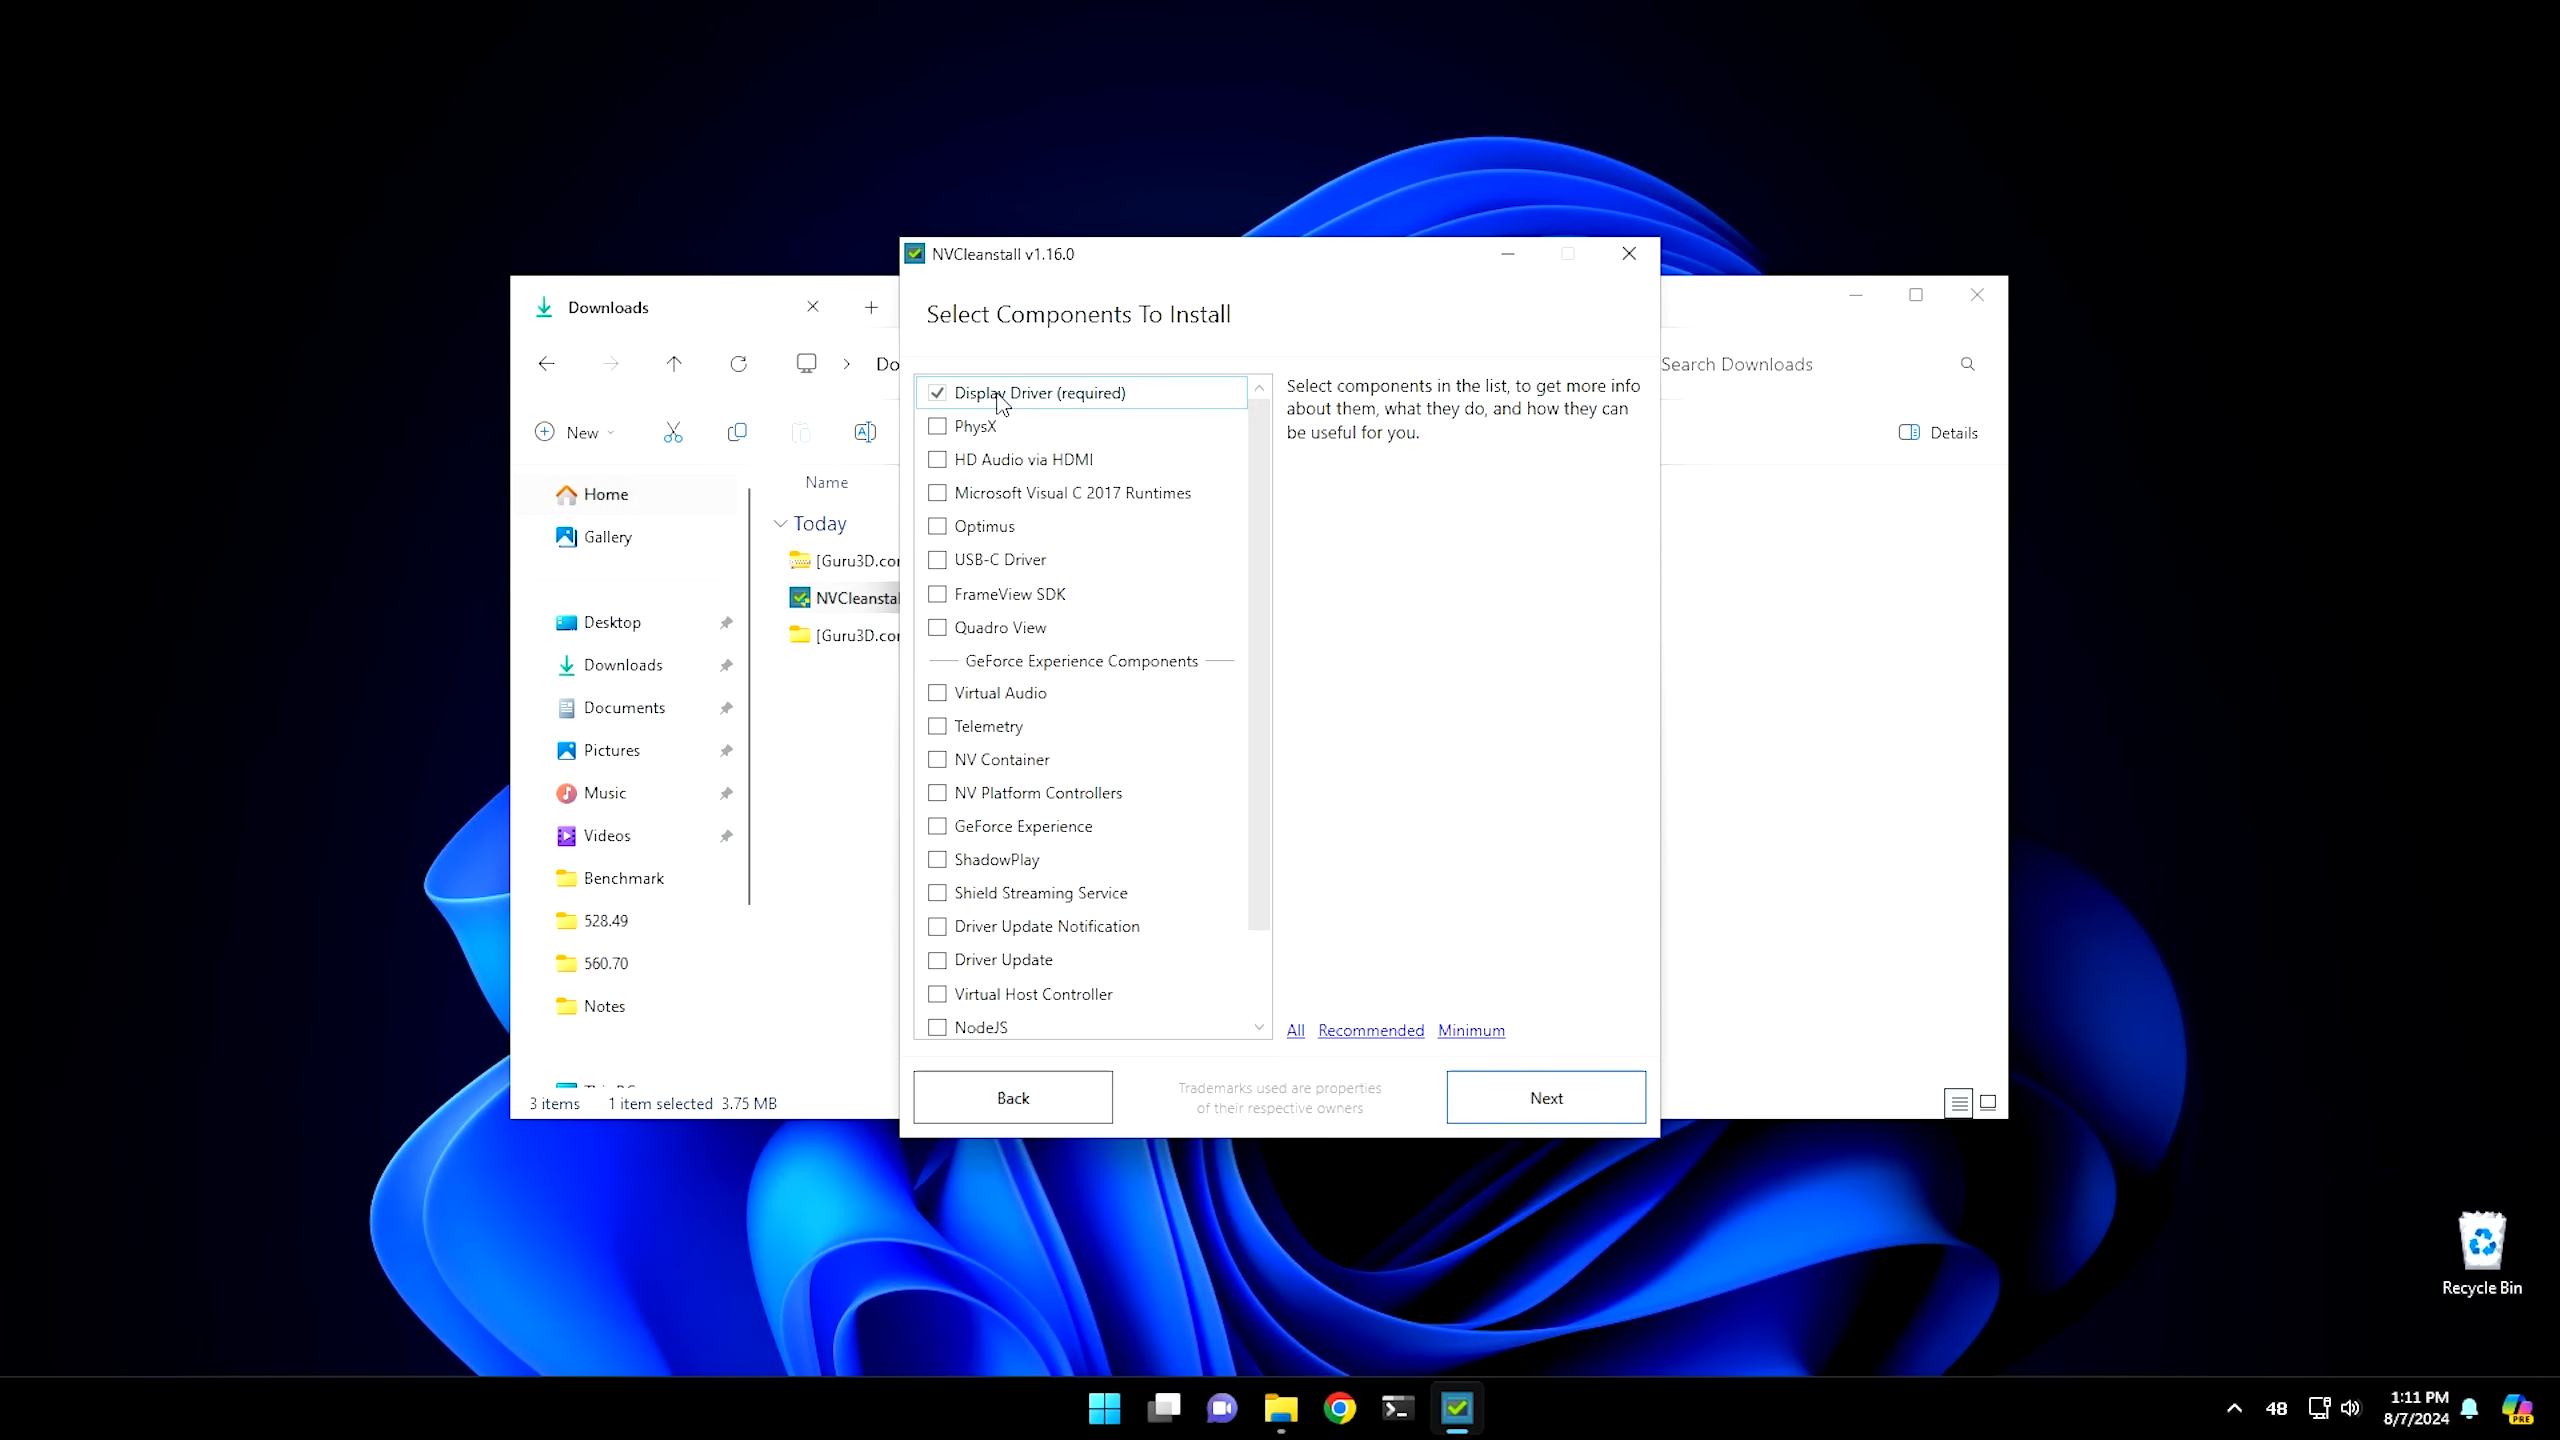 NVCleanstall v1.16.0
Select Components To Install
Display Driver (required)
PhysX
HD Audio via HDMI
Microsoft Visual C 2017 Runtimes
Optimus
USB-C Driver
FrameView SDK
Quadro View
GeForce Experience Components
Virtual Audio
Telemetry
NV Container
NV Platform Controllers
GeForce Experience
ShadowPlay
Shield Streaming Service
Driver Update Notification
Driver Update
Virtual Host Controller
NodeJS
Select components in the list, to get more info
about them, what they do, and how they can
be useful for you.
All Recommended Minimum
Back
Trademarks used are properties
of their respective owners
Next
Downloads
Do
Search Downloads
New
Details
Home
Gallery
Desktop
Downloads
Documents
Pictures
Music
Videos
Benchmark
528.49
560.70
Notes
Name
Today
[Guru3D.co
NVCleansta
[Guru3D.co
3 items 1 item selected 3.75 MB
Recycle Bin
48
1:11 PM
8/7/2024
PRE